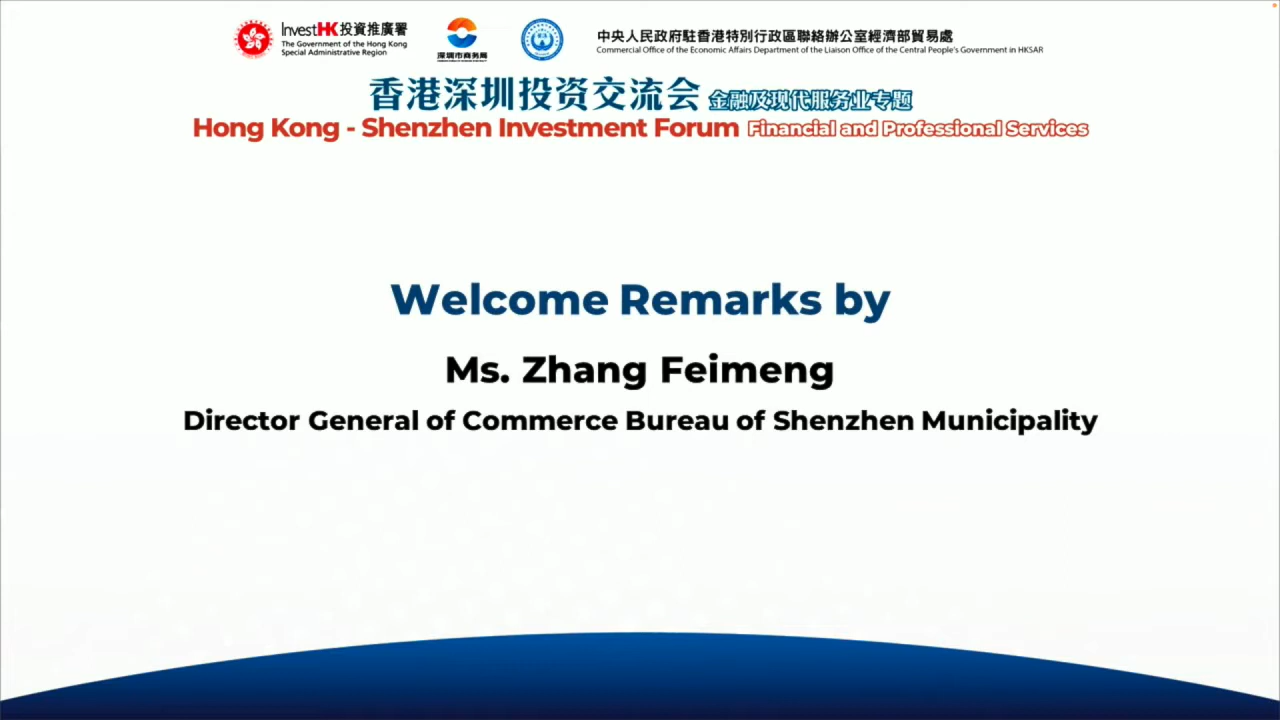 InvestHK投資推廣署
The Government of the Hong Kong
Special Administrative Region
深圳市商务局
中央人民政府駐香港特別行政區聯絡辦公室經濟部貿易處
Commercial Office of the Economic Affairs Department of the Liaison Office of the Central People's Government in HKSAR
香港深圳投资交流会 金融及现代服务业专题
Hong Kong - Shenzhen Investment Forum Financial and Professional Services
Welcome Remarks by
Ms. Zhang Feimeng
Director General of Commerce Bureau of Shenzhen Municipality